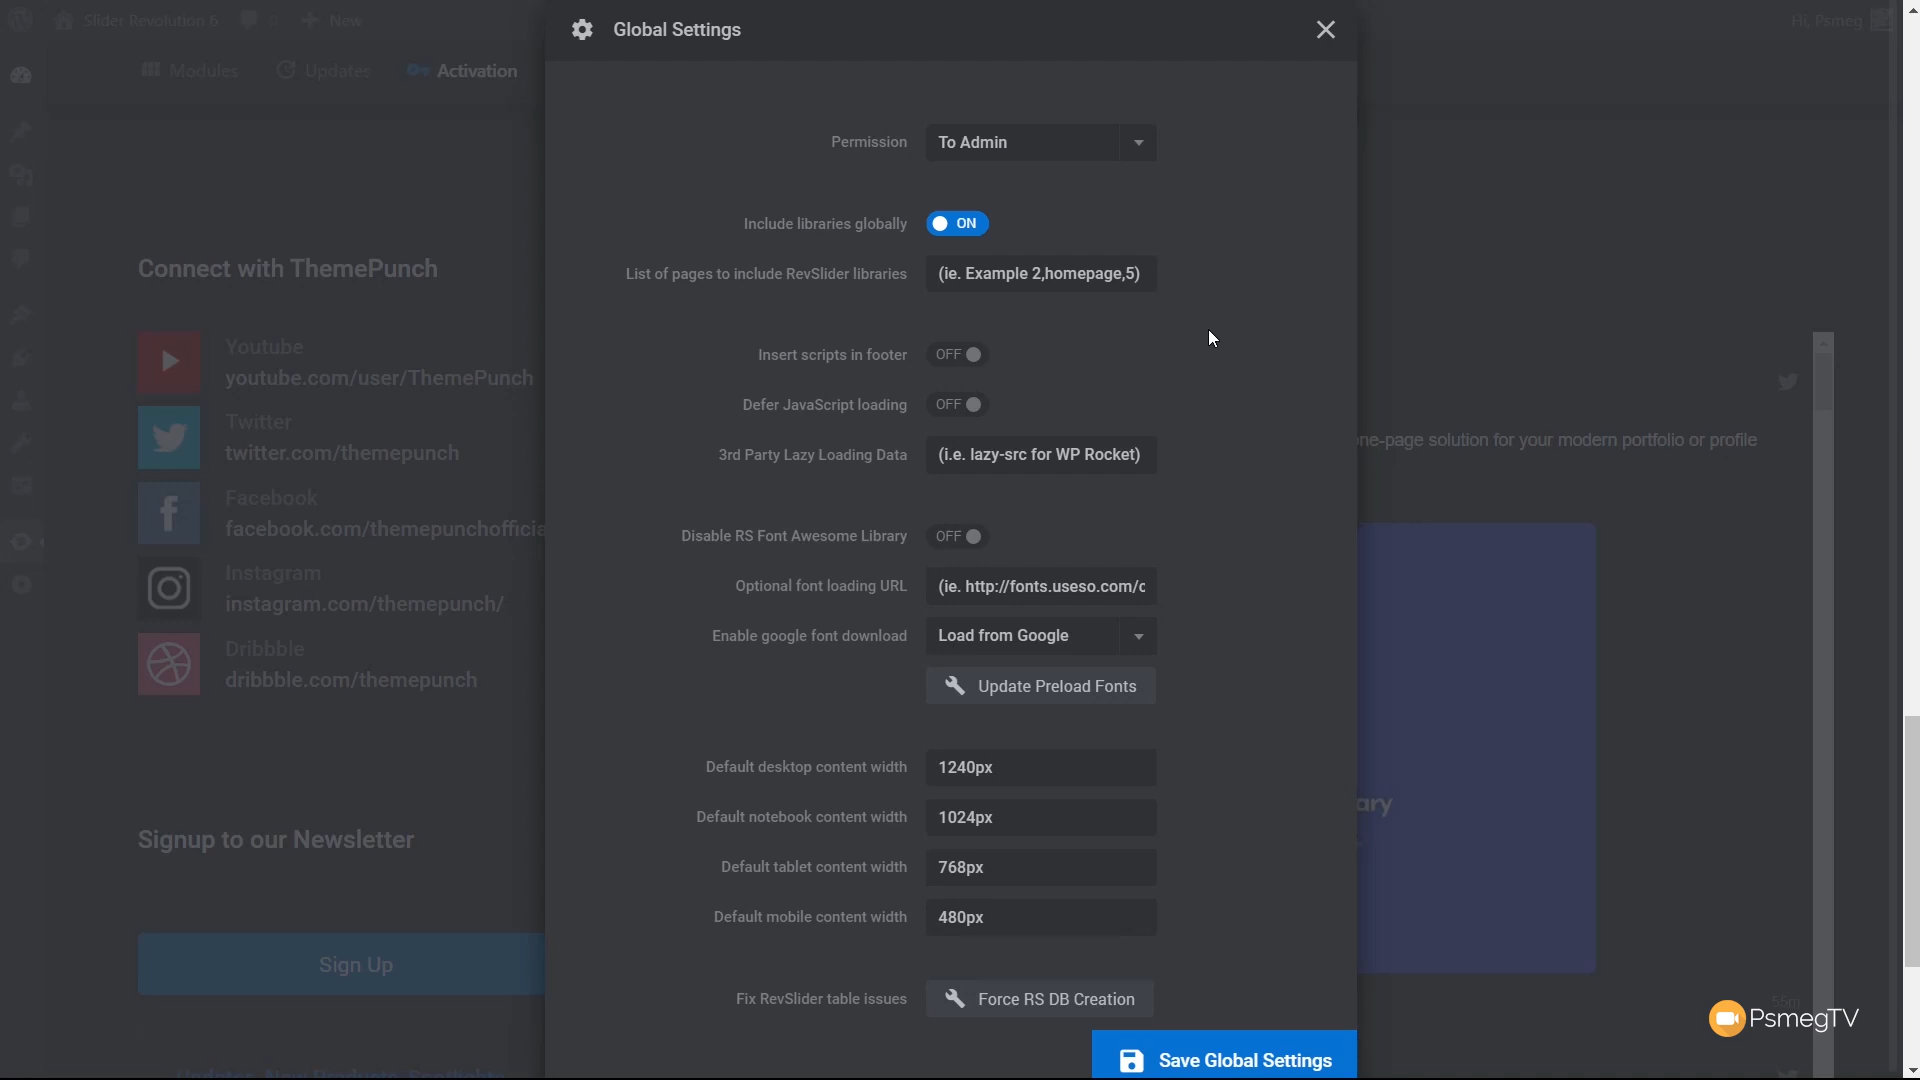 Slider Revolution 6 0 New Hi, Psmeg
Modules Updates Activation
Global Settings
Permission To Admin
Include libraries globally ON
List of pages to include RevSlider libraries (ie. Example 2,homepage,5)
Insert scripts in footer OFF
Defer JavaScript loading OFF
3rd Party Lazy Loading Data (i.e. lazy-src for WP Rocket)
Disable RS Font Awesome Library OFF
Optional font loading URL (ie. http://fonts.useso.com/c
Enable google font download Load from Google
Update Preload Fonts
Default desktop content width 1240px
Default notebook content width 1024px
Default tablet content width 768px
Default mobile content width 480px
Fix RevSlider table issues Force RS DB Creation
Save Global Settings
Connect with ThemePunch
Youtube
youtube.com/user/ThemePunch
Twitter
twitter.com/themepunch
Facebook
facebook.com/themepunchofficia
Instagram
instagram.com/themepunch/
Dribbble
dribbble.com/themepunch
Signup to our Newsletter
Sign Up
Updates, New Products, Spotlights
ne-page solution for your modern portfolio or profile
ary
55m
PsmegTV